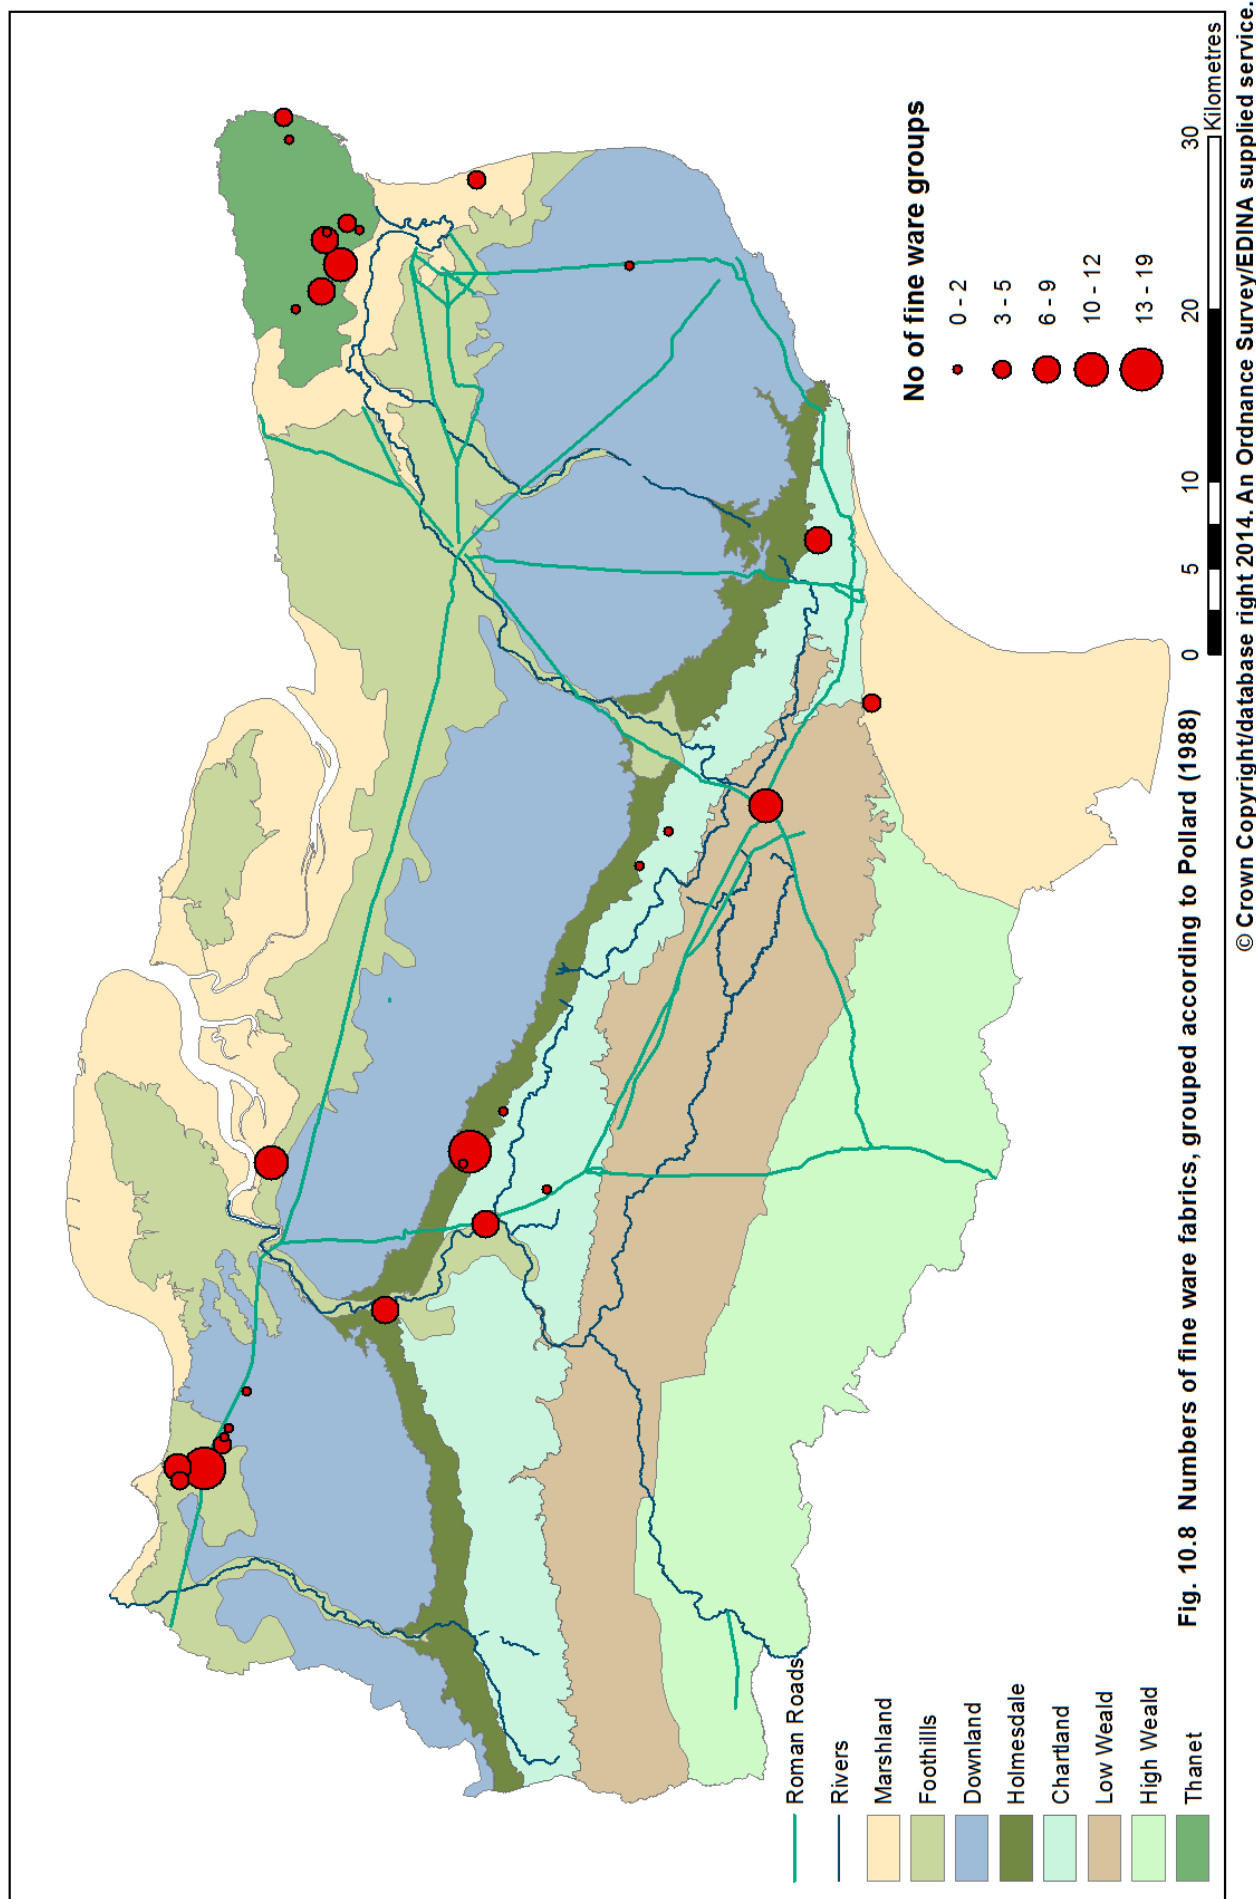 Roman Roads
Rivers
Marshland
Foothills
Downland
Holmesdale
Chartland
Low Weald
High Weald
Thanet
No of fine ware groups
0 - 2
3 - 5
6 - 9
10 - 12
13 - 19
0 5 10 20 30
Kilometres
Fig. 10.8 Numbers of fine ware fabrics, grouped according to Pollard (1988)
© Crown Copyright/database right 2014. An Ordnance Survey/EDINA supplied service.